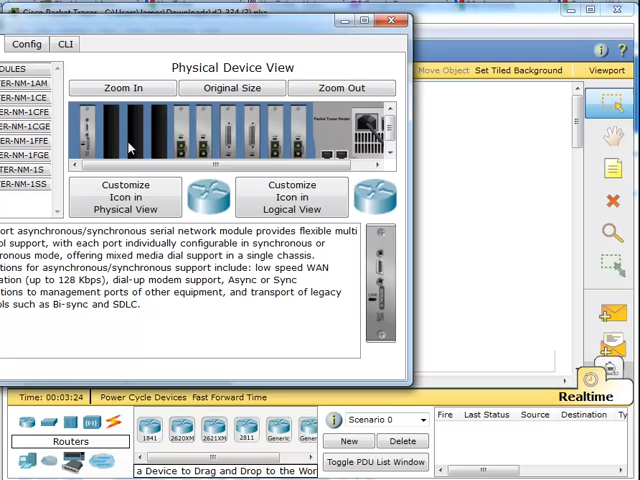 Cisco Packet Tracer - C:\Users\James\Downloads\d2-334 (3).pka
Config
CLI
DULES
TER-NM-1AM
TER-NM-1CE
TER-NM-1CFE
TER-NM-1CGE
TER-NM-1FFE
TER-NM-1FGE
TER-NM-1S
TER-NM-1SS
Physical Device View
Zoom In
Original Size
Zoom Out
Customize
Icon in
Physical View
Customize
Icon in
Logical View
port asynchronous/synchronous serial network module provides flexible multi
ol support, with each port individually configurable in synchronous or
chronous mode, offering mixed media dial support in a single chassis.
tions for asynchronous/synchronous support include: low speed WAN
ation (up to 128 Kbps), dial-up modem support, Async or Sync
ctions to management ports of other equipment, and transport of legacy
ols such as Bi-sync and SDLC.
Move Object
Set Tiled Background
Viewport
Realtime
Time: 00:03:24
Power Cycle Devices
Fast Forward Time
Routers
1841
2620XM
2621XM
2811
Generic
Gener
a Device to Drag and Drop to the Wor
Scenario 0
New
Delete
Toggle PDU List Window
Fire
Last Status
Source
Destination
Ty